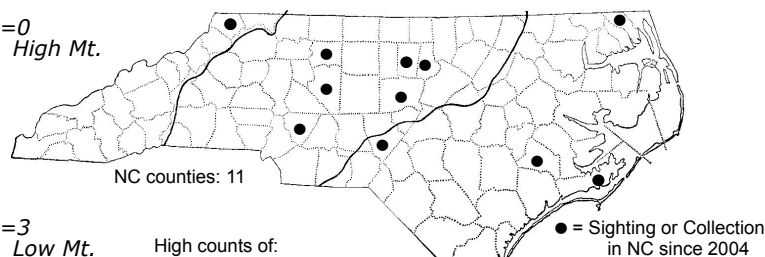 =0
High Mt.
NC counties: 11
=3
Low Mt.
High counts of:
● = Sighting or Collection
in NC since 2004